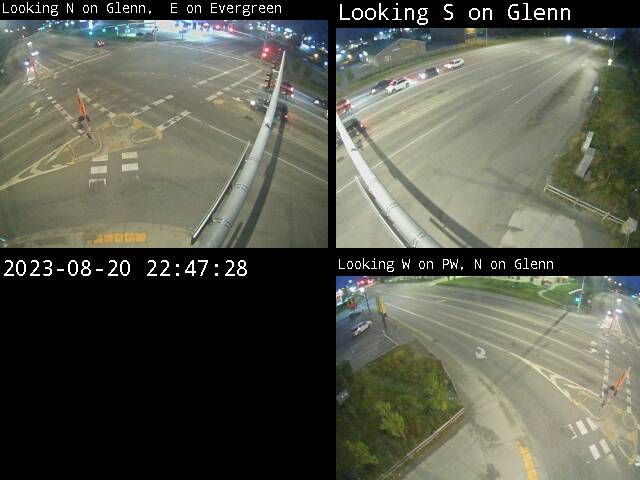 Looking N on Glenn, E on Evergreen
Looking S on Glenn
2023-08-20 22:47:28
Looking W on PW, N on Glenn